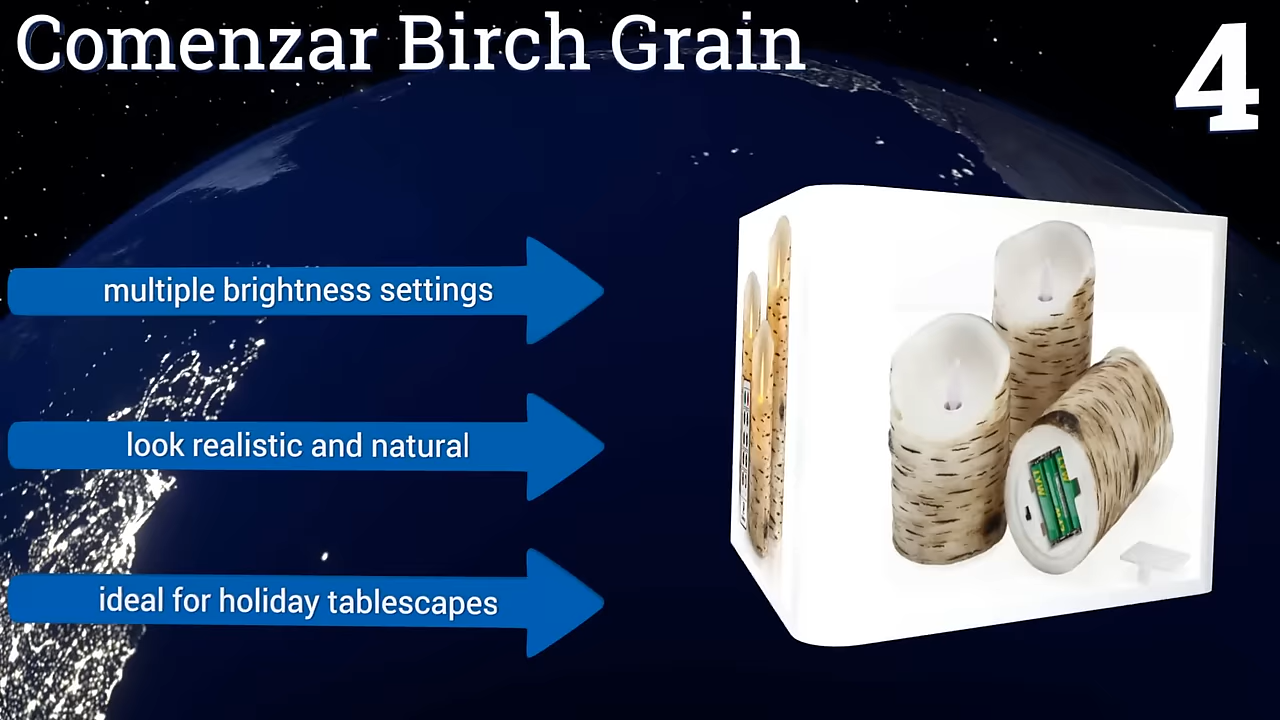 Comenzar Birch Grain
4
multiple brightness settings
look realistic and natural
ideal for holiday tablescapes